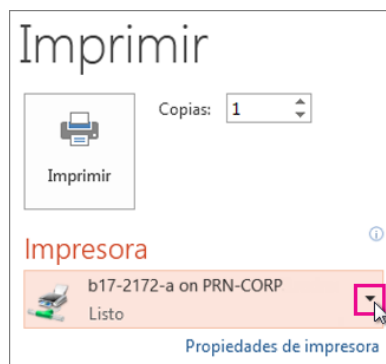 Imprimir
Copias: 1
Imprimir
Impresora
b17-2172-a on PRN-CORP
Listo
Propiedades de impresora